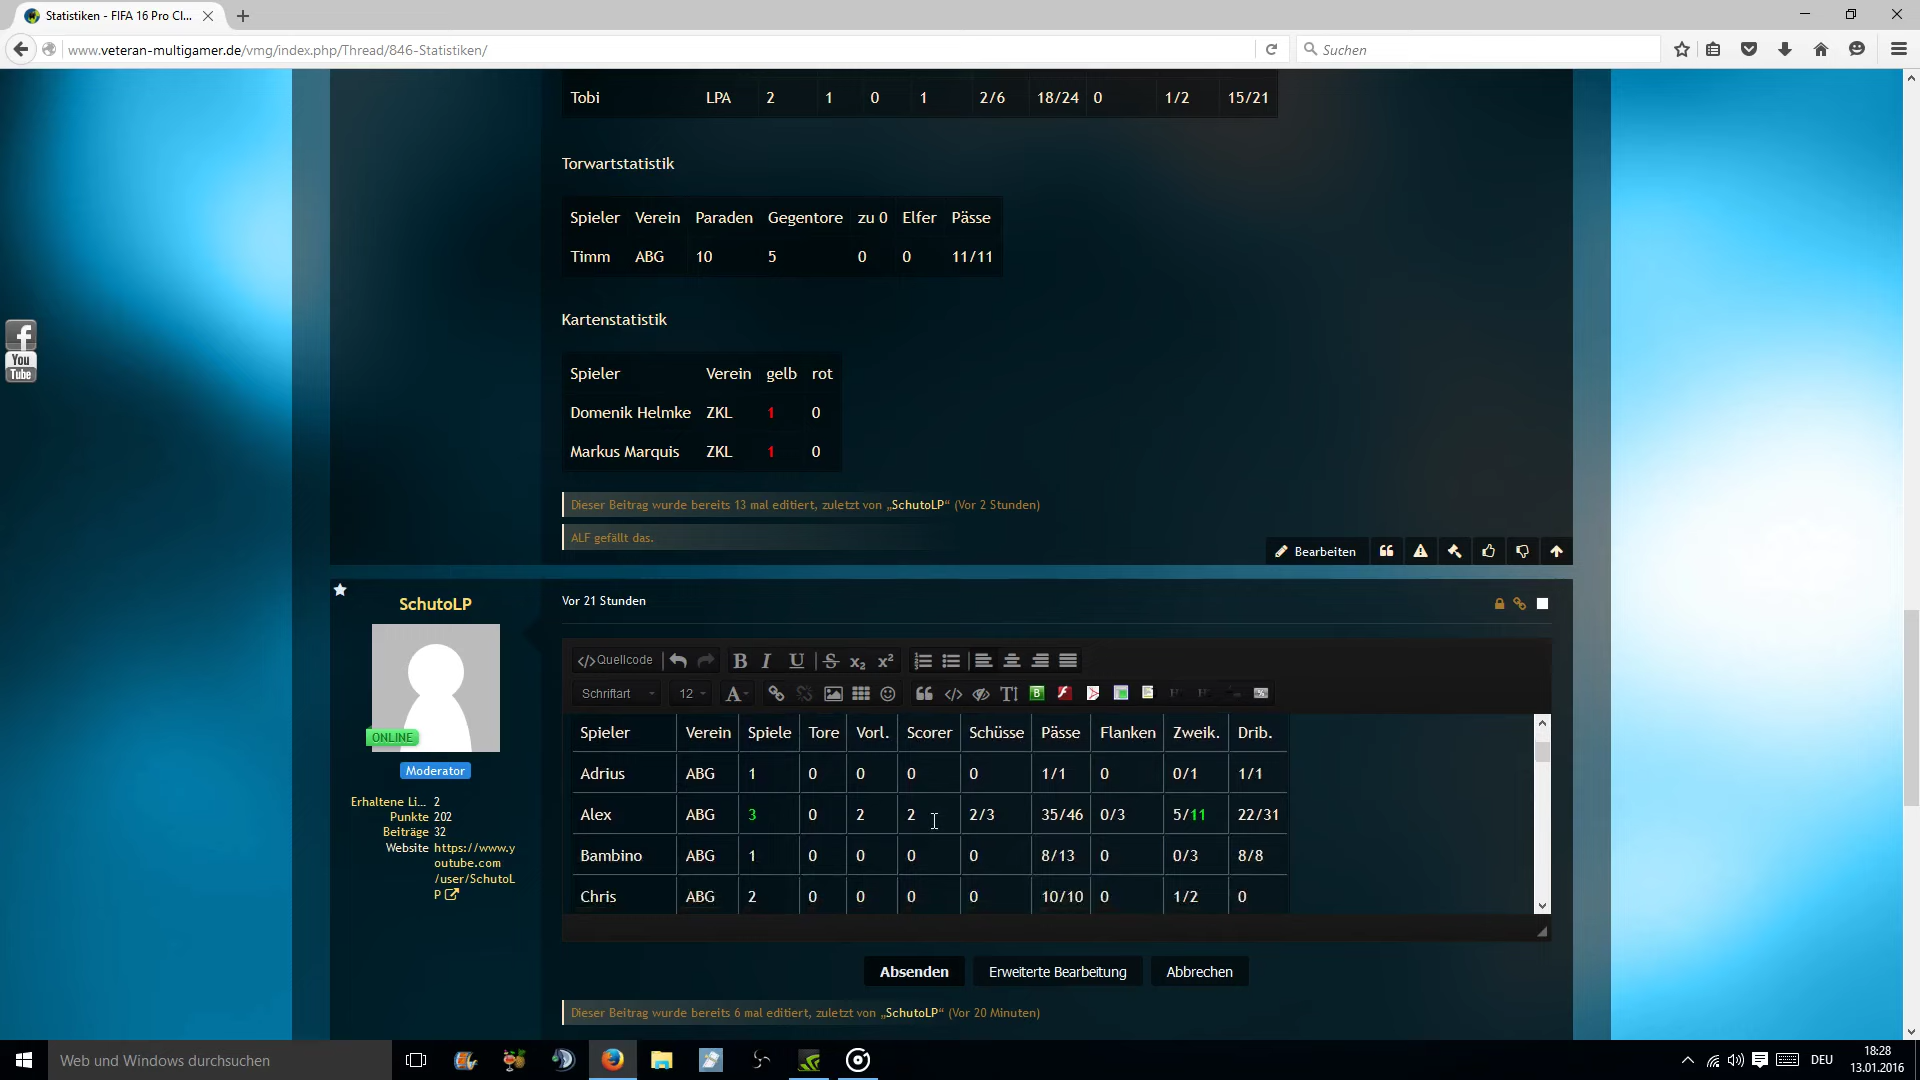 Statistiken - FIFA 16 Pro Cl...
www.veteran-multigamer.de/vmg/index.php/Thread/846-Statistiken/
Suchen
Tobi LPA 2 1 0 1 2/6 18/24 0 1/2 15/21
Torwartstatistik
Spieler Verein Paraden Gegentore zu 0 Elfer Pässe
Timm ABG 10 5 0 0 11/11
Kartenstatistik
Spieler Verein gelb rot
Domenik Helmke ZKL 1 0
Markus Marquis ZKL 1 0
Dieser Beitrag wurde bereits 13 mal editiert, zuletzt von „SchutoLP“ (Vor 2 Stunden)
ALF gefällt das.
Bearbeiten
You
Tube
SchutoLP
ONLINE
Moderator
Erhaltene Li... 2
Punkte 202
Beiträge 32
Website https://www.y
outube.com
/user/SchutoL
P
Vor 21 Stunden
Quellcode B I U S x₂ x²
Schriftart 12 A
Spieler Verein Spiele Tore Vorl. Scorer Schüsse Pässe Flanken Zweik. Drib.
Adrius ABG 1 0 0 0 0 1/1 0 0/1 1/1
Alex ABG 3 0 2 2 2/3 35/46 0/3 5/11 22/31
Bambino ABG 1 0 0 0 0 8/13 0 0/3 8/8
Chris ABG 2 0 0 0 0 10/10 0 1/2 0
Absenden Erweiterte Bearbeitung Abbrechen
Dieser Beitrag wurde bereits 6 mal editiert, zuletzt von „SchutoLP“ (Vor 20 Minuten)
Web und Windows durchsuchen
DEU
18:28
13.01.2016